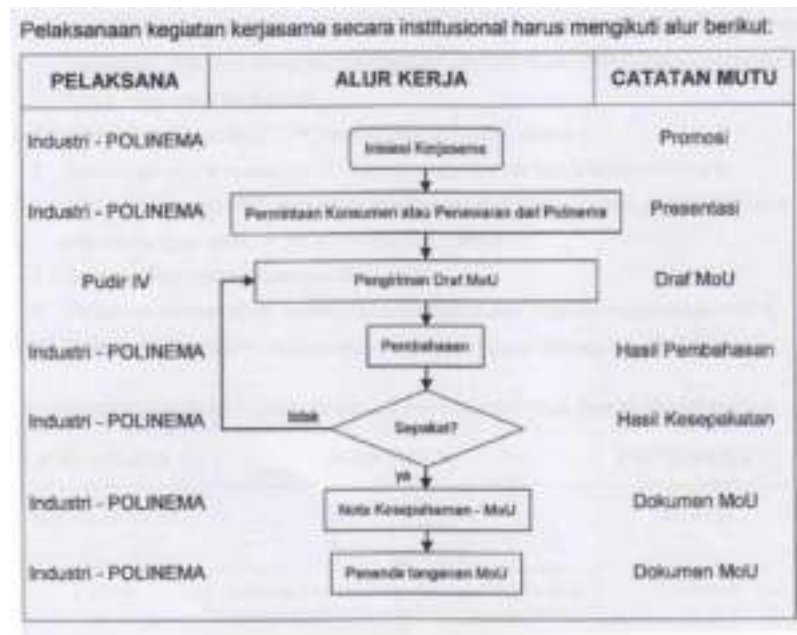 Pelaksanaan kegiatan kerjasama secara institusional harus mengikuti alur berikut:
PELAKSANA ALUR KERJA CATATAN MUTU
Industri - POLINEMA Inisiasi Kerjasama Promosi
Industri - POLINEMA Permintaan Konsumen atau Penawaran dari Polinema Presentasi
Pudir IV Pengiriman Draf MoU Draf MoU
Industri - POLINEMA Pembahasan Hasil Pembahasan
Industri - POLINEMA tidak Sepakat? Hasil Kesepakatan
ya
Industri - POLINEMA Nota Kesepahaman - MoU Dokumen MoU
Industri - POLINEMA Penanda tanganan MoU Dokumen MoU